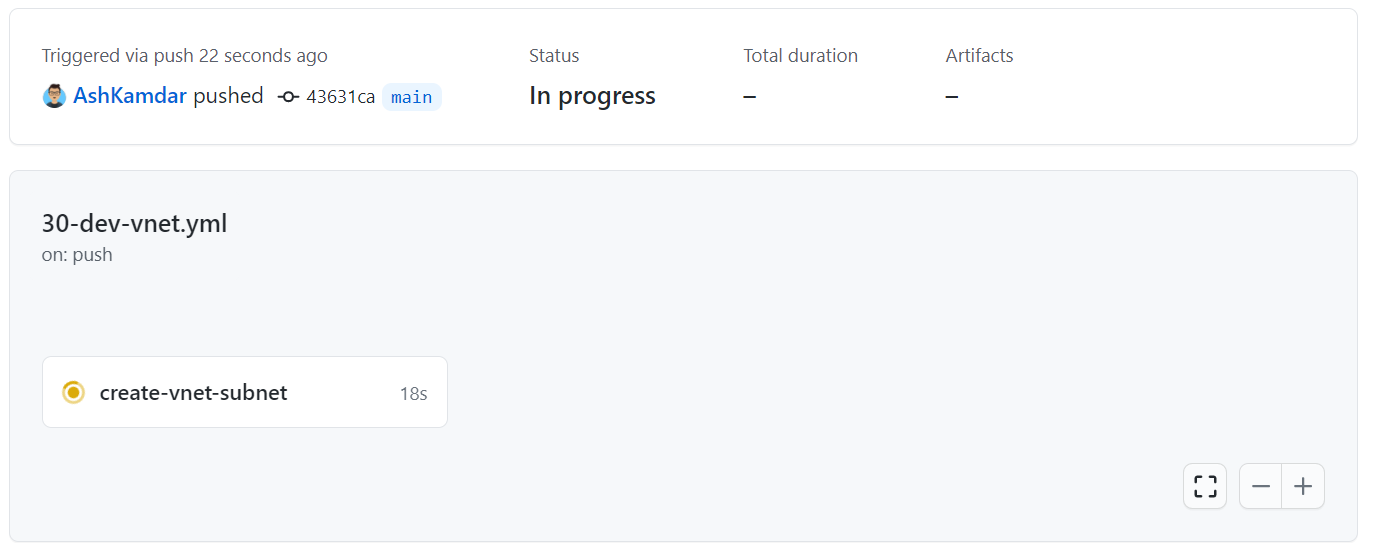 Triggered via push 22 seconds ago
AshKamdar pushed 43631ca main
Status
In progress
Total duration
–
Artifacts
–
30-dev-vnet.yml
on: push
create-vnet-subnet 18s